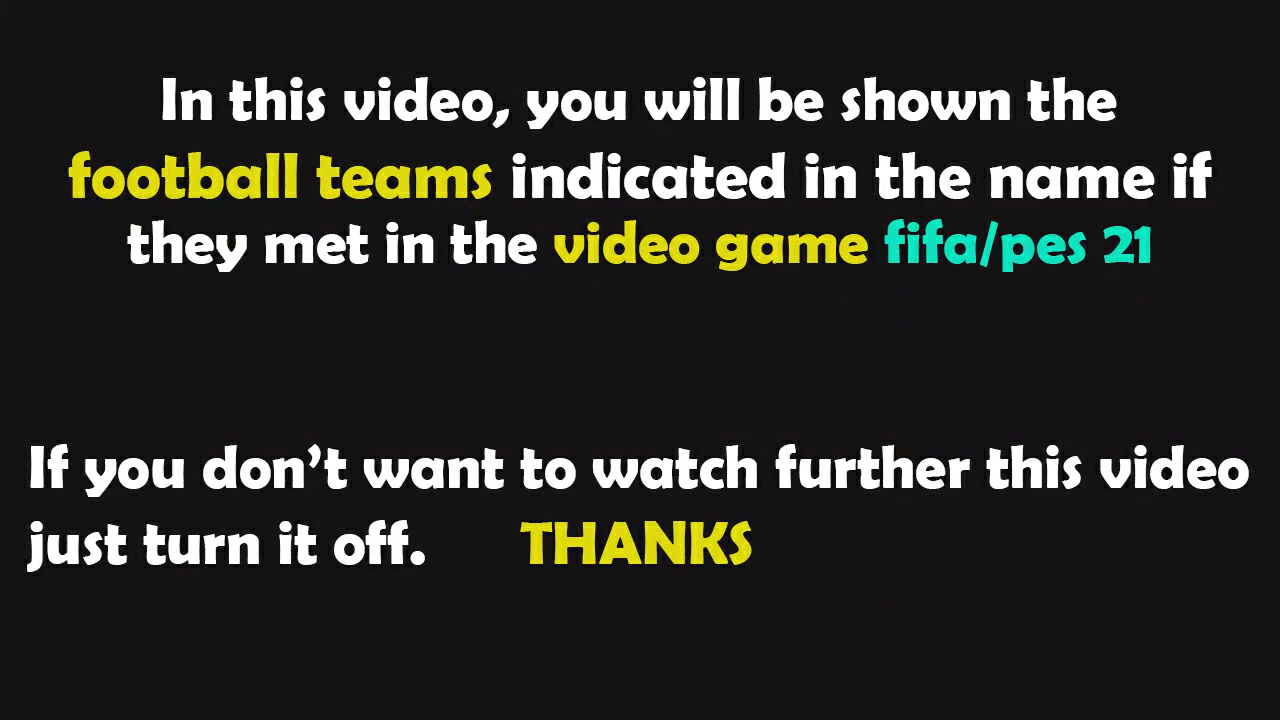 In this video, you will be shown the
football teams indicated in the name if
they met in the video game fifa/pes 21
If you don't want to watch further this video
just turn it off. THANKS